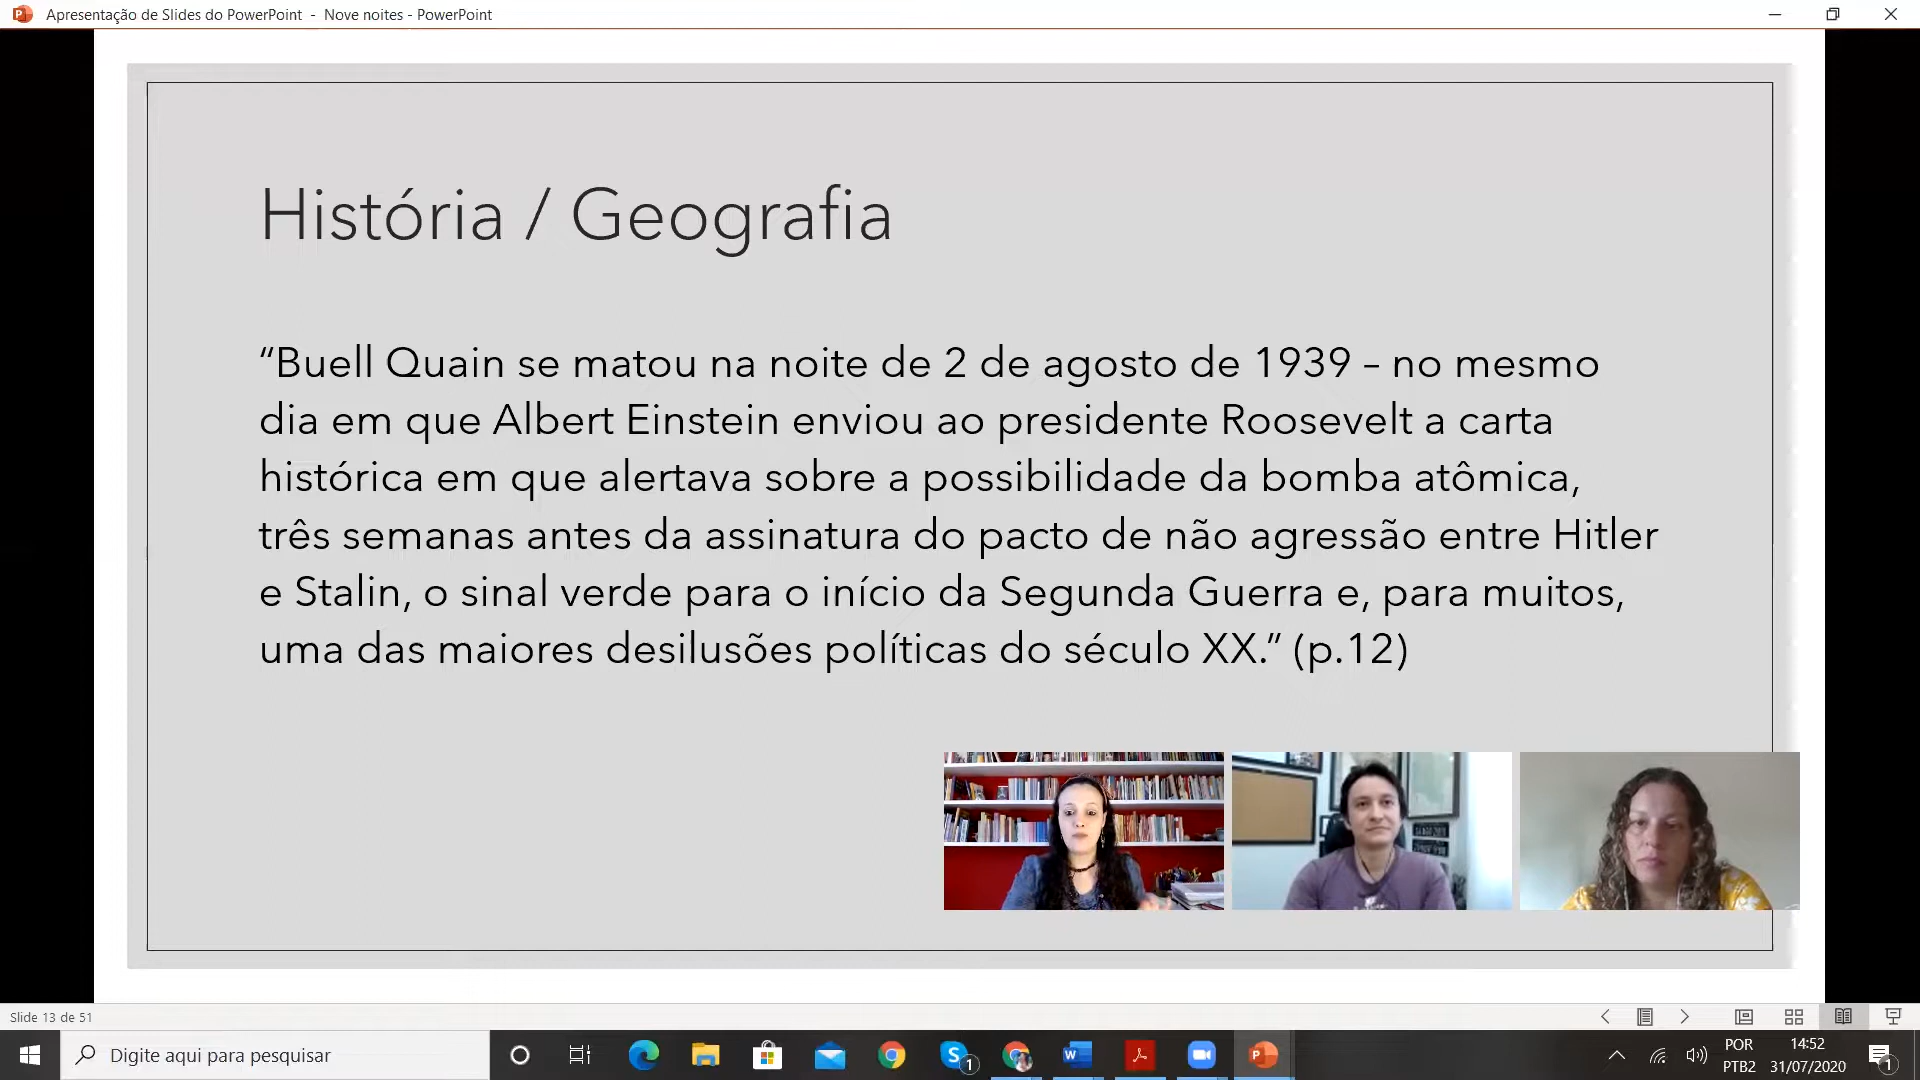 Apresentação de Slides do PowerPoint - Nove noites - PowerPoint
História / Geografia
“Buell Quain se matou na noite de 2 de agosto de 1939 – no mesmo
dia em que Albert Einstein enviou ao presidente Roosevelt a carta
histórica em que alertava sobre a possibilidade da bomba atômica,
três semanas antes da assinatura do pacto de não agressão entre Hitler
e Stalin, o sinal verde para o início da Segunda Guerra e, para muitos,
uma das maiores desilusões políticas do século XX.” (p.12)
Slide 13 de 51
Digite aqui para pesquisar
1
POR
PTB2
14:52
31/07/2020
1